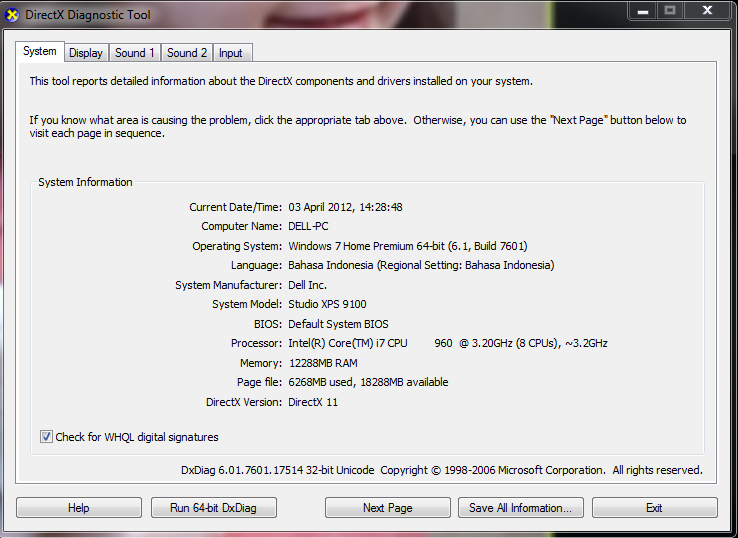 DirectX Diagnostic Tool
System Display Sound 1 Sound 2 Input
This tool reports detailed information about the DirectX components and drivers installed on your system.
If you know what area is causing the problem, click the appropriate tab above.  Otherwise, you can use the "Next Page" button below to
visit each page in sequence.
System Information
Current Date/Time: 03 April 2012, 14:28:48
Computer Name: DELL-PC
Operating System: Windows 7 Home Premium 64-bit (6.1, Build 7601)
Language: Bahasa Indonesia (Regional Setting: Bahasa Indonesia)
System Manufacturer: Dell Inc.
System Model: Studio XPS 9100
BIOS: Default System BIOS
Processor: Intel(R) Core(TM) i7 CPU       960  @ 3.20GHz (8 CPUs), ~3.2GHz
Memory: 12288MB RAM
Page file: 6268MB used, 18288MB available
DirectX Version: DirectX 11
Check for WHQL digital signatures
DxDiag 6.01.7601.17514 32-bit Unicode  Copyright © 1998-2006 Microsoft Corporation.  All rights reserved.
Help Run 64-bit DxDiag Next Page Save All Information... Exit